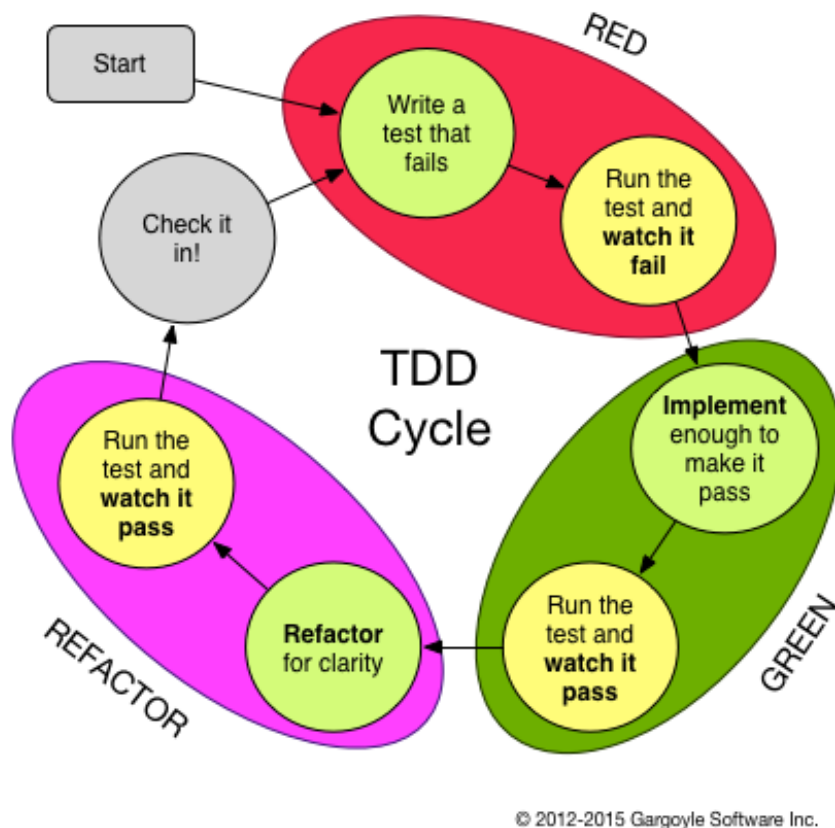 Start
RED
Write a
test that
fails
Run the
test and
watch it
fail
Check it
in!
TDD
Cycle
Implement
enough to
make it
pass
Run the
test and
watch it
pass
GREEN
Refactor
for clarity
Run the
test and
watch it
pass
REFACTOR
© 2012-2015 Gargoyle Software Inc.